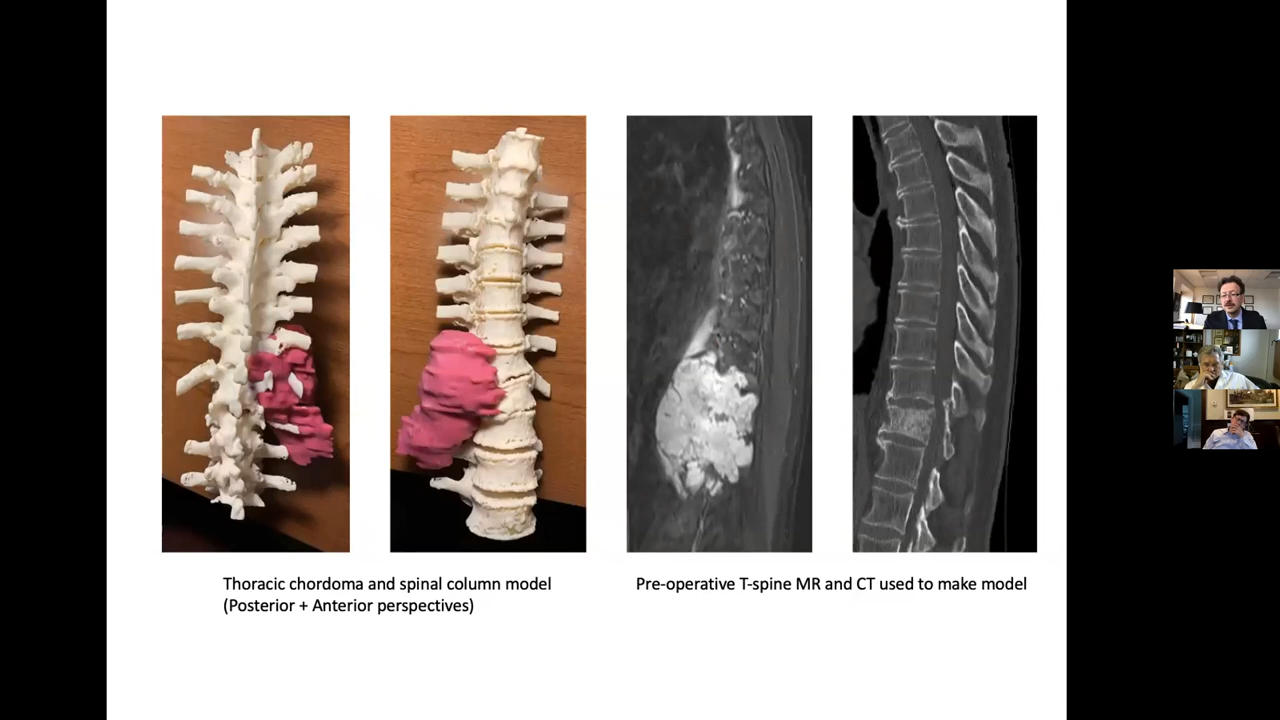 Thoracic chordoma and spinal column model
(Posterior + Anterior perspectives)
Pre-operative T-spine MR and CT used to make model